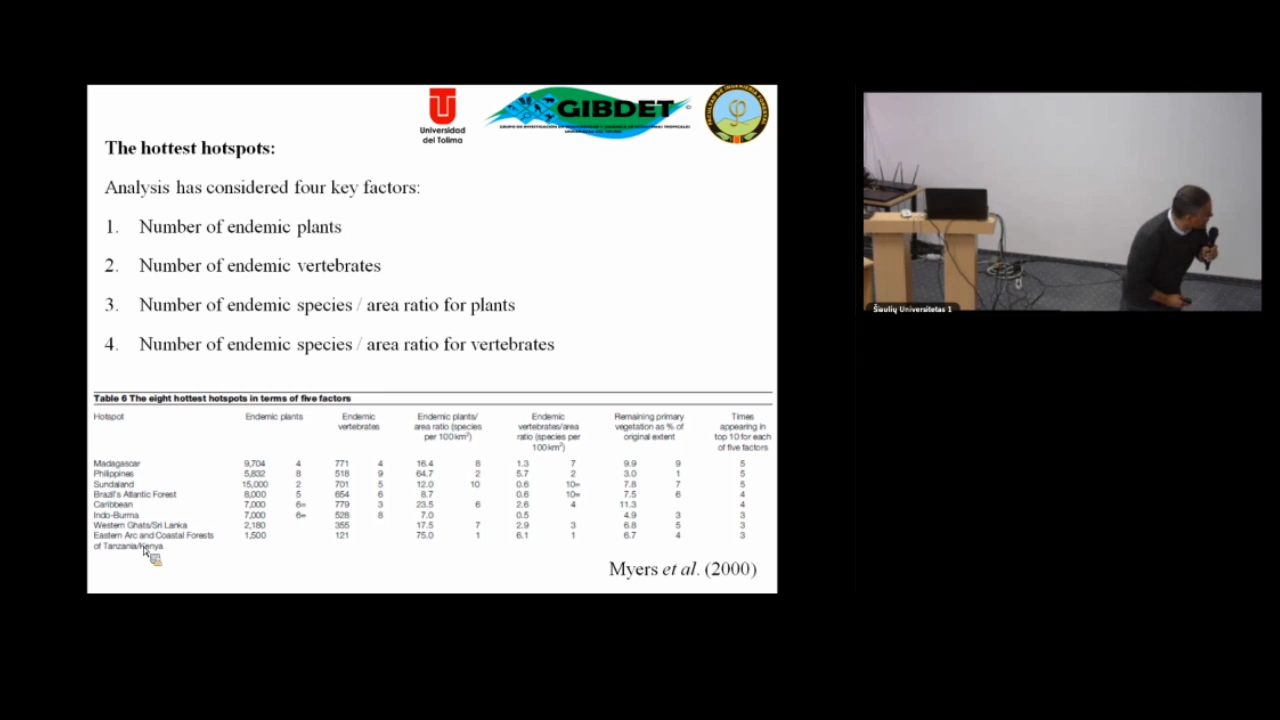 Universidad
del Tolima
GIBDET
The hottest hotspots:
Analysis has considered four key factors:
1. Number of endemic plants
2. Number of endemic vertebrates
3. Number of endemic species / area ratio for plants
4. Number of endemic species / area ratio for vertebrates
Table 6 The eight hottest hotspots in terms of five factors
Hotspot Endemic plants Endemic Endemic plants/ Endemic Remaining primary Times
vertebrates area ratio (species vertebrates/area vegetation as % of appearing in
per 100 km²) ratio (species per original extent top 10 for each
100 km²) of five factors
Madagascar 9,704 4 771 4 16.4 8 1.3 7 9.9 9 5
Philippines 5,832 8 518 9 64.7 2 5.7 2 3.0 1 5
Sundaland 15,000 2 701 5 12.0 10 0.6 10= 7.8 7 5
Brazil's Atlantic Forest 8,000 5 654 6 8.7 0.6 10= 7.5 6 4
Caribbean 7,000 6= 779 3 23.5 6 2.6 4 11.3 4
Indo-Burma 7,000 6= 528 8 7.0 0.5 4.9 3 3
Western Ghats/Sri Lanka 2,180 355 17.5 7 2.9 3 6.8 5 3
Eastern Arc and Coastal Forests 1,500 121 75.0 1 6.1 1 6.7 4 3
of Tanzania/Kenya
Myers et al. (2000)
Šiaulių Universitetas 1